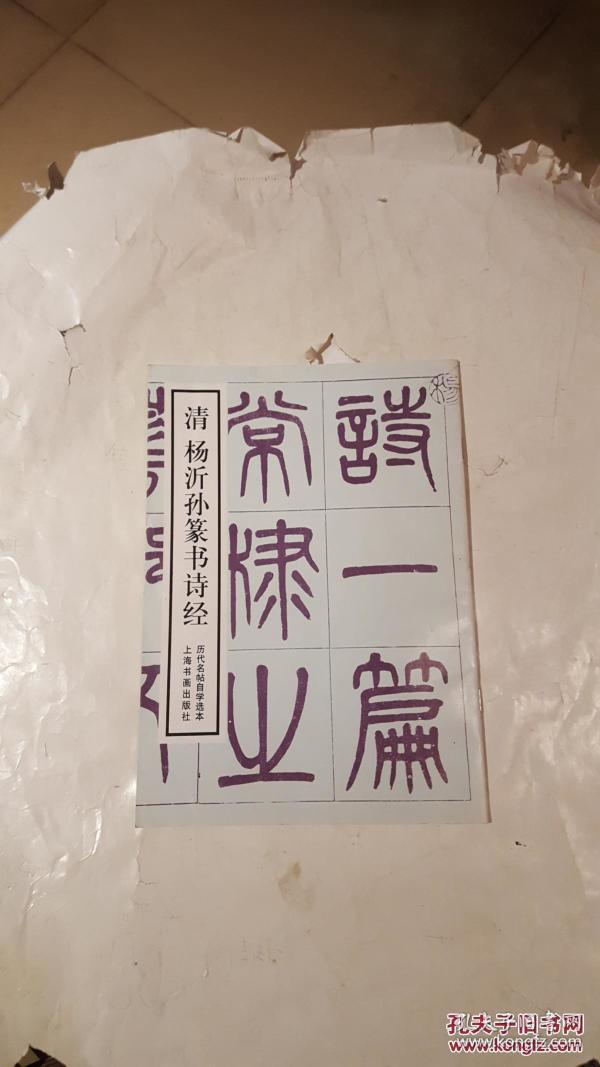 詩一篇
常棣之
清 杨沂孙篆书诗经
历代名帖自学选本
上海书画出版社
孔夫子旧书网
www.kongfz.com